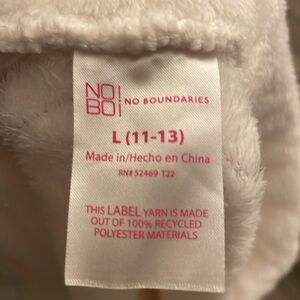 NO!
BO!
NO BOUNDARIES
L (11-13)
Made in/Hecho en China
RN# 52469 T22
THIS LABEL YARN IS MADE
OUT OF 100% RECYCLED
POLYESTER MATERIALS